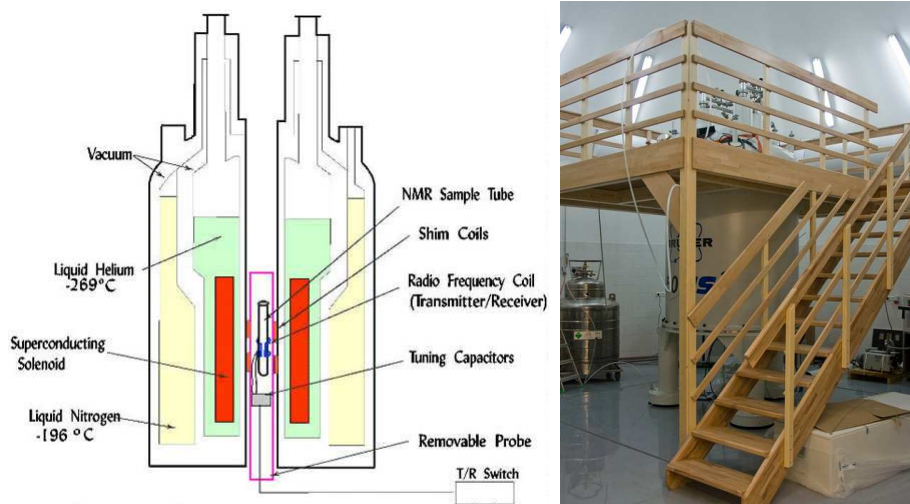 Vacuum
NMR Sample Tube
Shim Coils
Liquid Helium
-269°C
Radio Frequency Coil
(Transmitter/Receiver)
Superconducting
Solenoid
Tuning Capacitors
Liquid Nitrogen
-196 °C
Removable Probe
T/R Switch